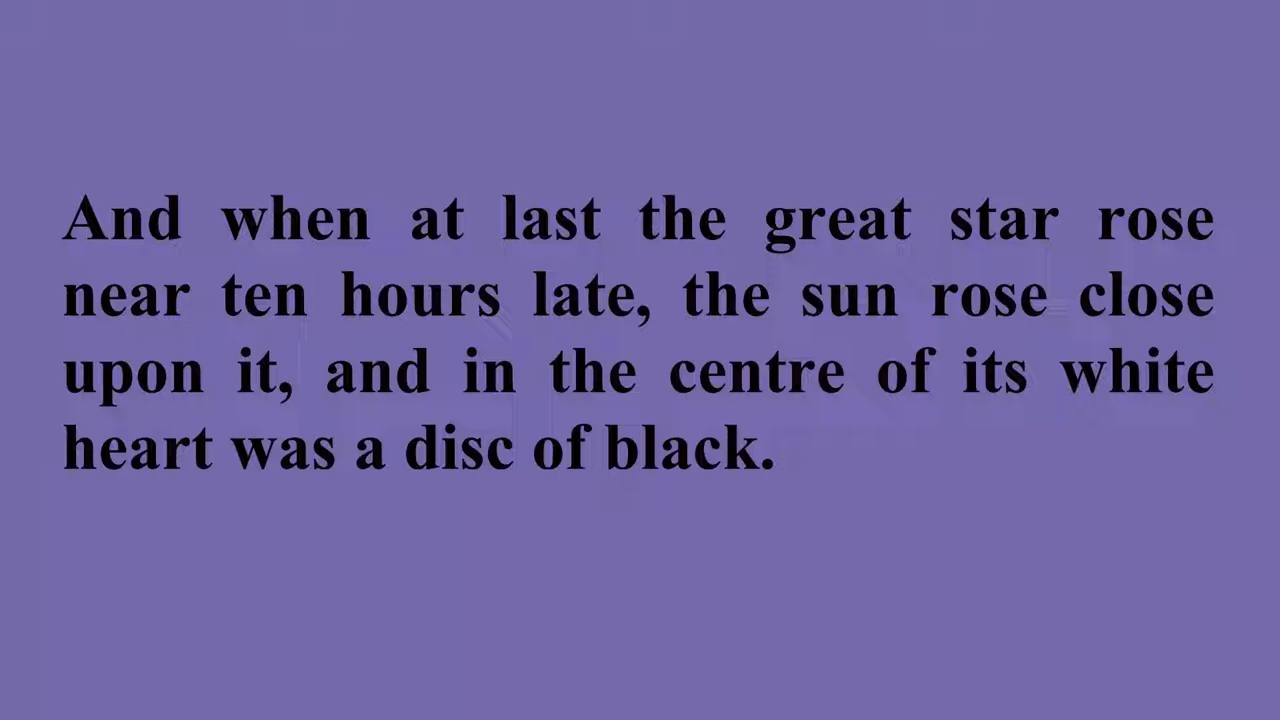 And when at last the great star rose
near ten hours late, the sun rose close
upon it, and in the centre of its white
heart was a disc of black.